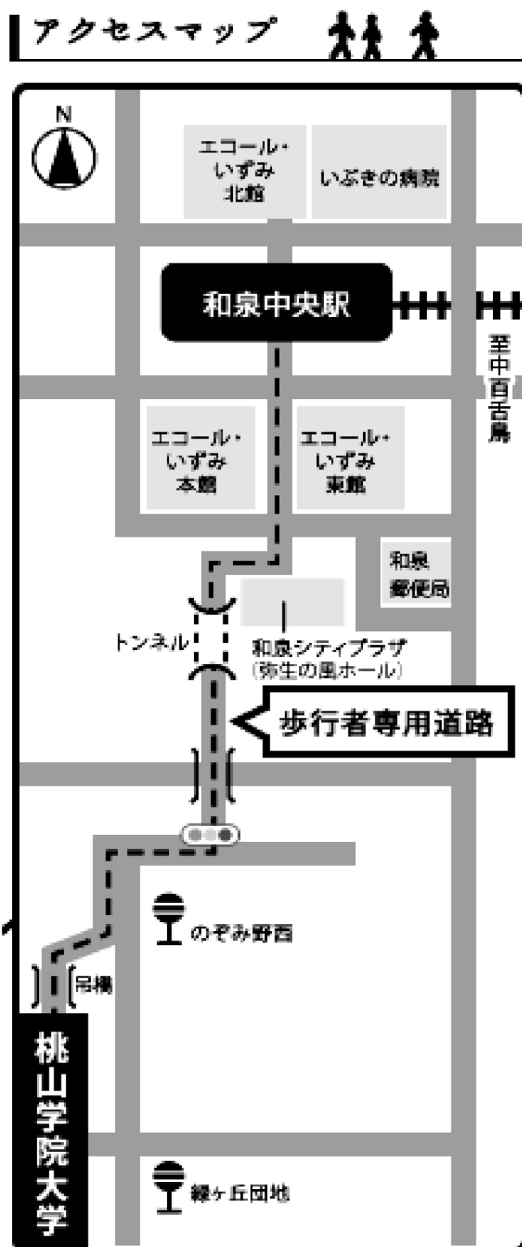 アクセスマップ
N
エコール・
いずみ
北館
いぶきの病院
和泉中央駅
至中百舌鳥
エコール・
いずみ
本館
エコール・
いずみ
東館
和泉
郵便局
トンネル
和泉シティプラザ
(弥生の風ホール)
歩行者専用道路
のぞみ野西
吊橋
桃山学院大学
緑ヶ丘団地